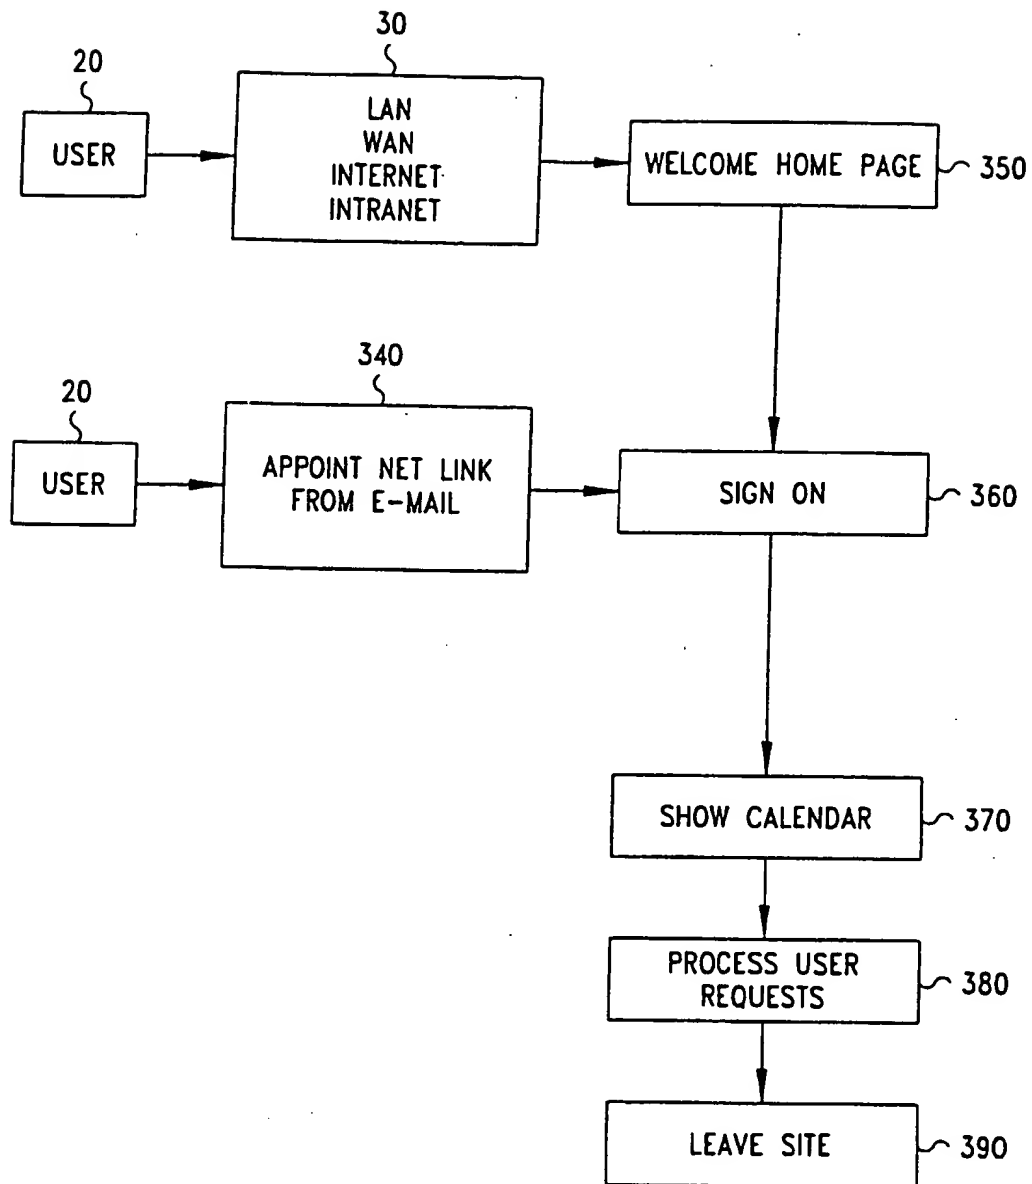 30
20
LAN
WAN
INTERNET
INTRANET
USER
WELCOME HOME PAGE
350
340
20
APPOINT NET LINK
FROM E-MAIL
USER
SIGN ON
360
SHOW CALENDAR
370
PROCESS USER
REQUESTS
380
LEAVE SITE
390